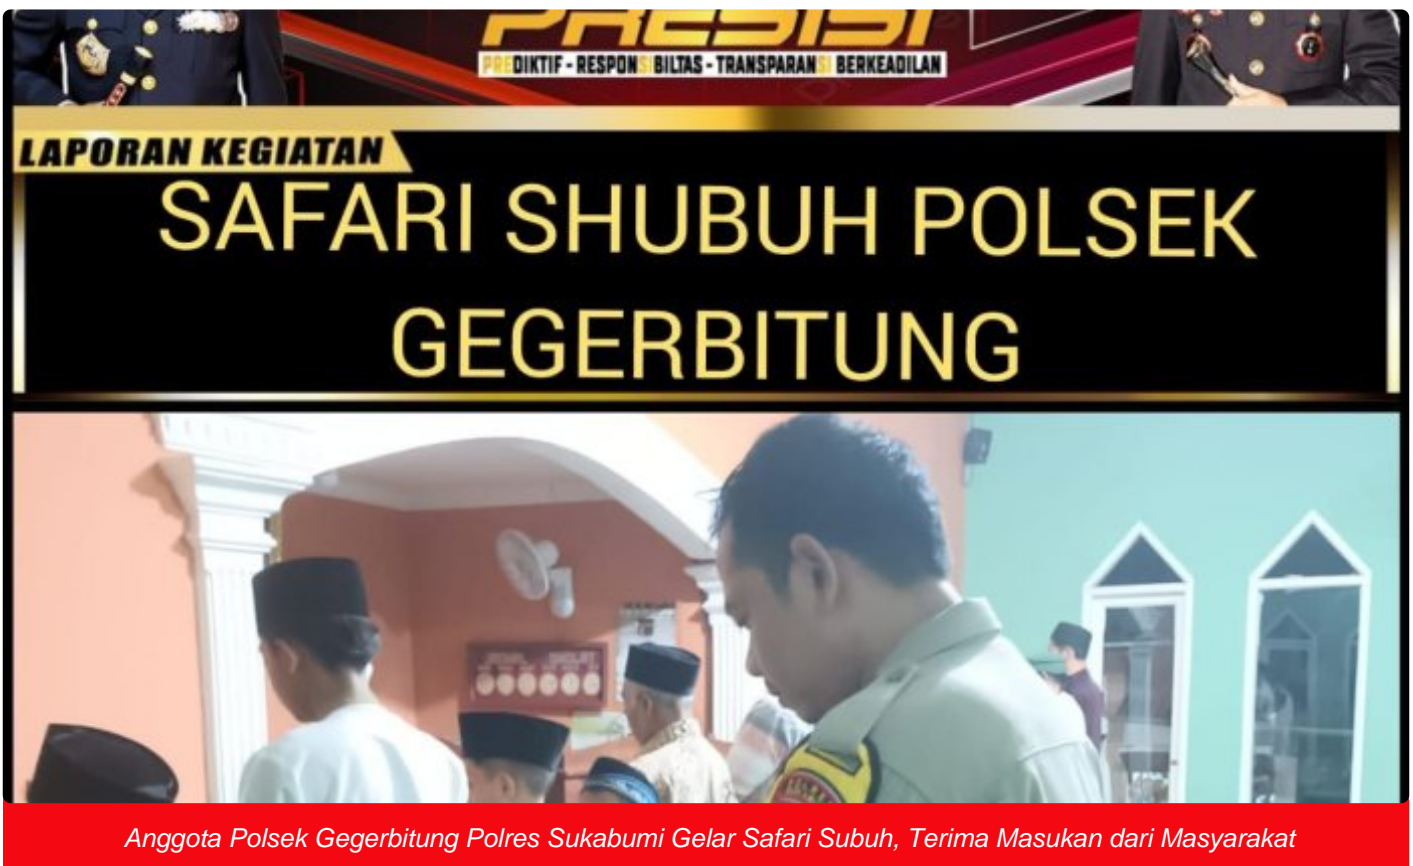 PRESISI
PREDIKTIF - RESPONSIBILTAS - TRANSPARANSI BERKEADILAN
LAPORAN KEGIATAN
SAFARI SHUBUH POLSEK
GEGERBITUNG
Anggota Polsek Gegerbitung Polres Sukabumi Gelar Safari Subuh, Terima Masukan dari Masyarakat